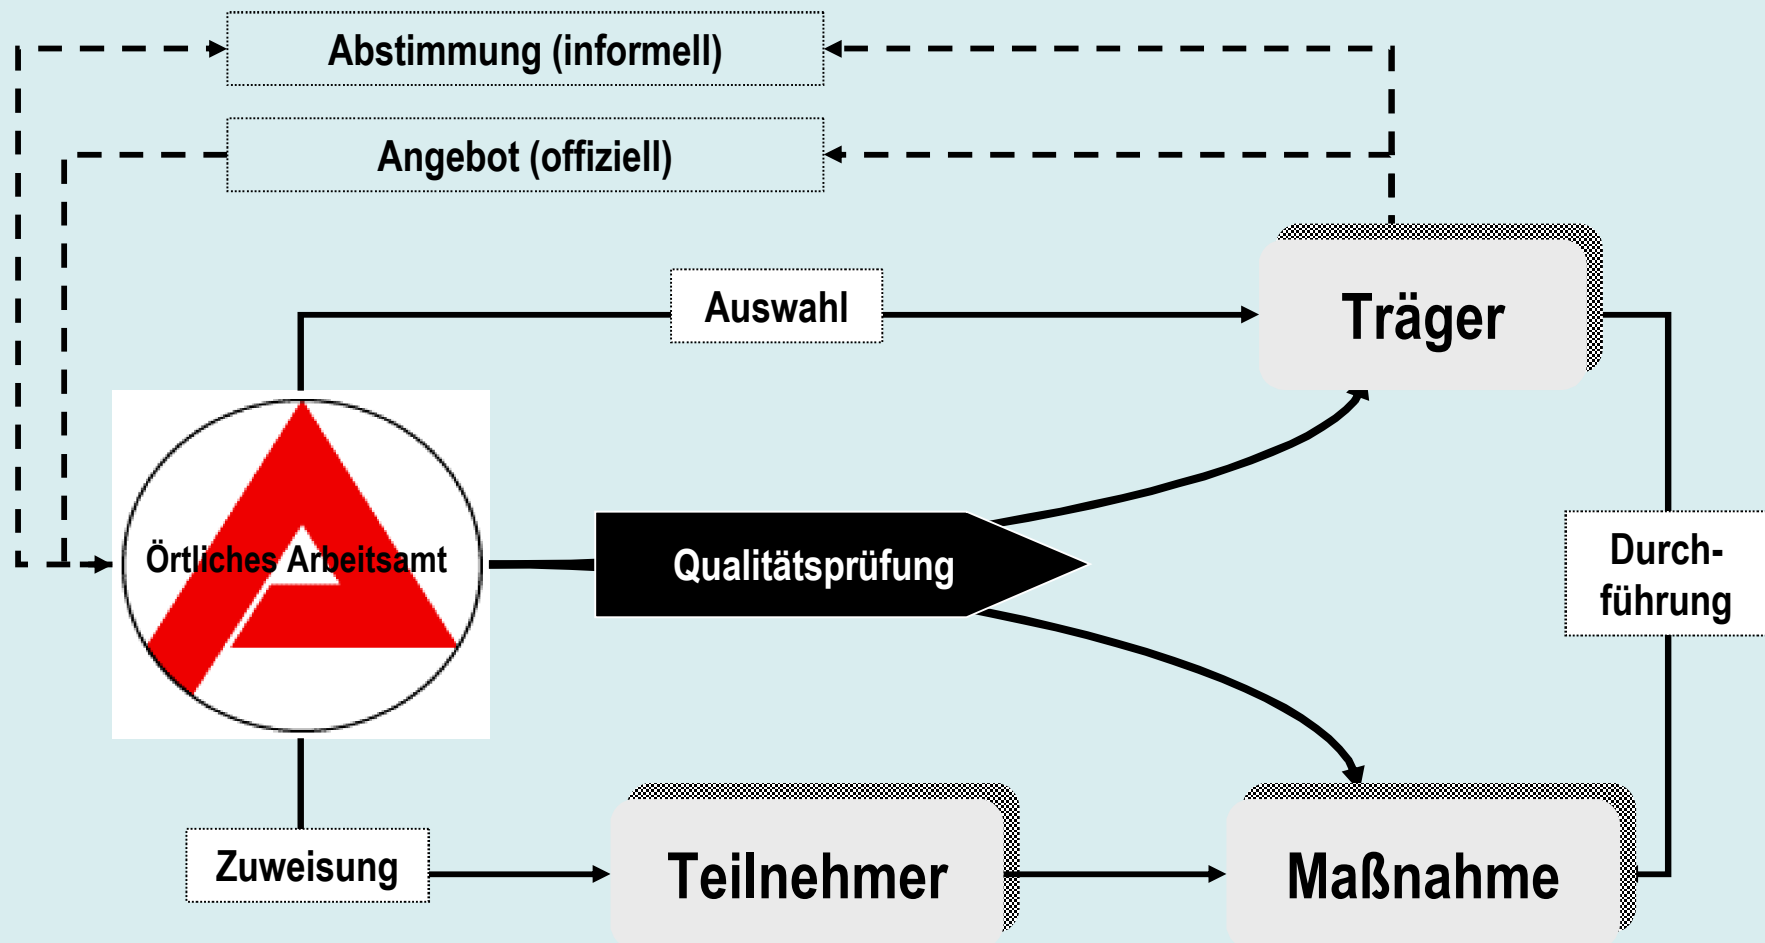 Abstimmung (informell)
Angebot (offiziell)
Auswahl
Träger
Örtliches Arbeitsamt
Qualitätsprüfung
Durch-
führung
Zuweisung
Teilnehmer
Maßnahme